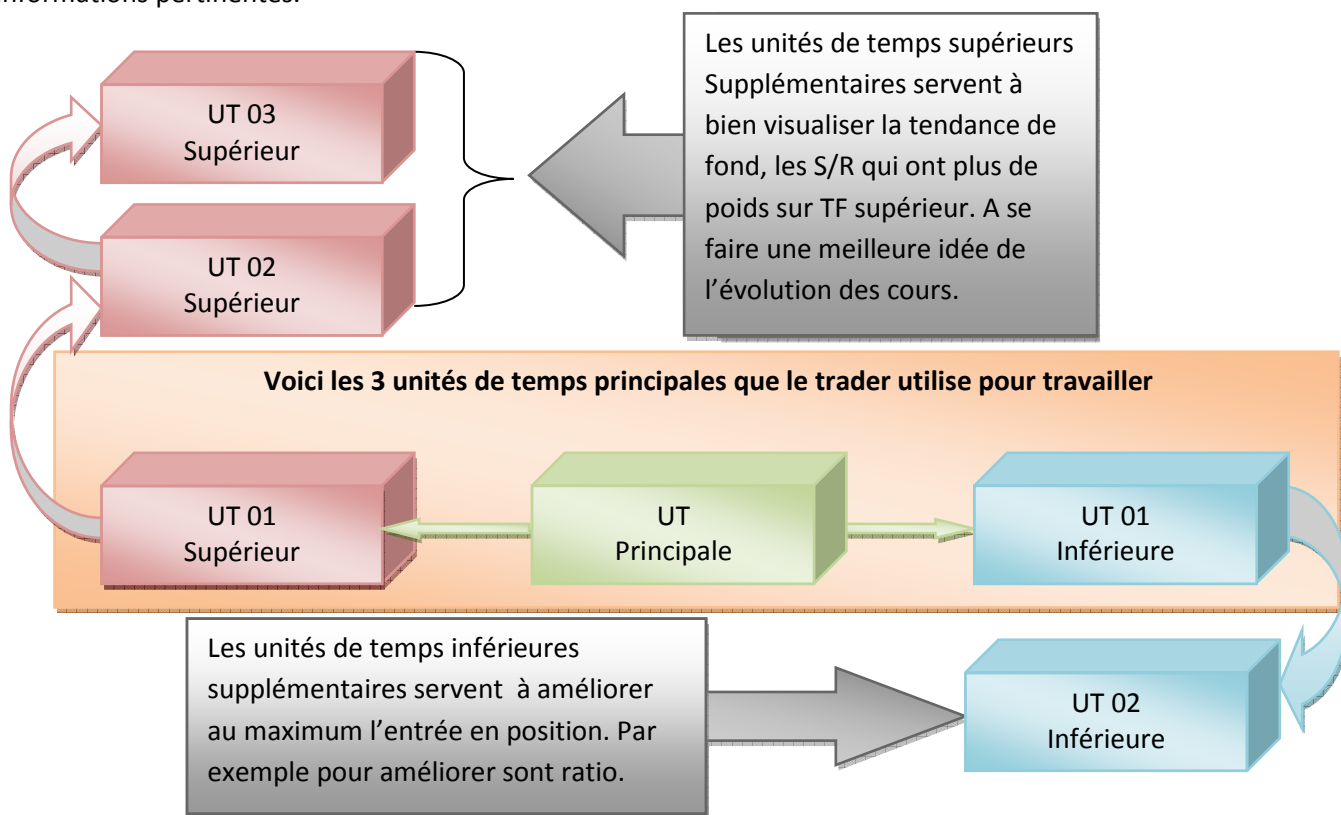 informations pertinentes.
UT 03
Supérieur
Les unités de temps supérieurs
Supplémentaires servent à
bien visualiser la tendance de
fond, les S/R qui ont plus de
poids sur TF supérieur. A se
faire une meilleure idée de
l’évolution des cours.
UT 02
Supérieur
Voici les 3 unités de temps principales que le trader utilise pour travailler
UT 01
Supérieur
UT
Principale
UT 01
Inférieure
Les unités de temps inférieures
supplémentaires servent  à améliorer
au maximum l’entrée en position. Par
exemple pour améliorer sont ratio.
UT 02
Inférieure